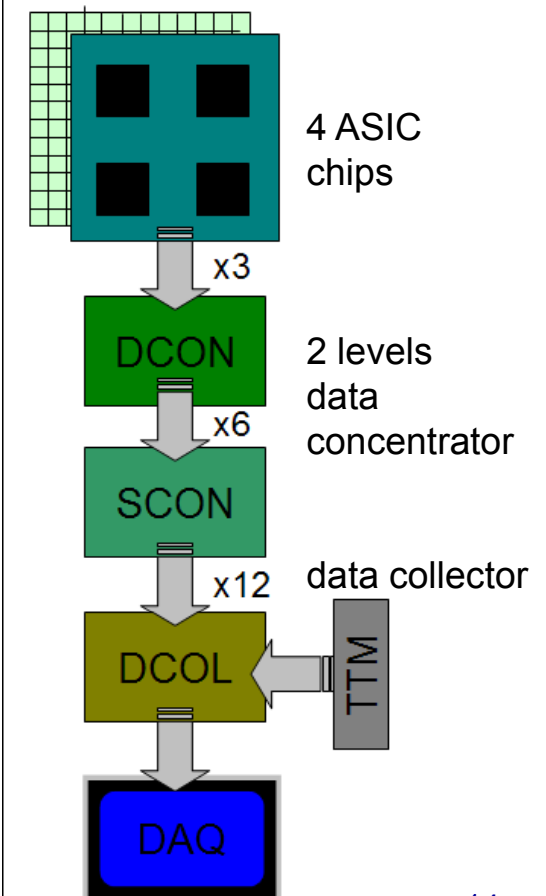 4 ASIC
chips
x3
DCON
2 levels
data
concentrator
x6
SCON
x12
data collector
DCOL
TTM
DAQ